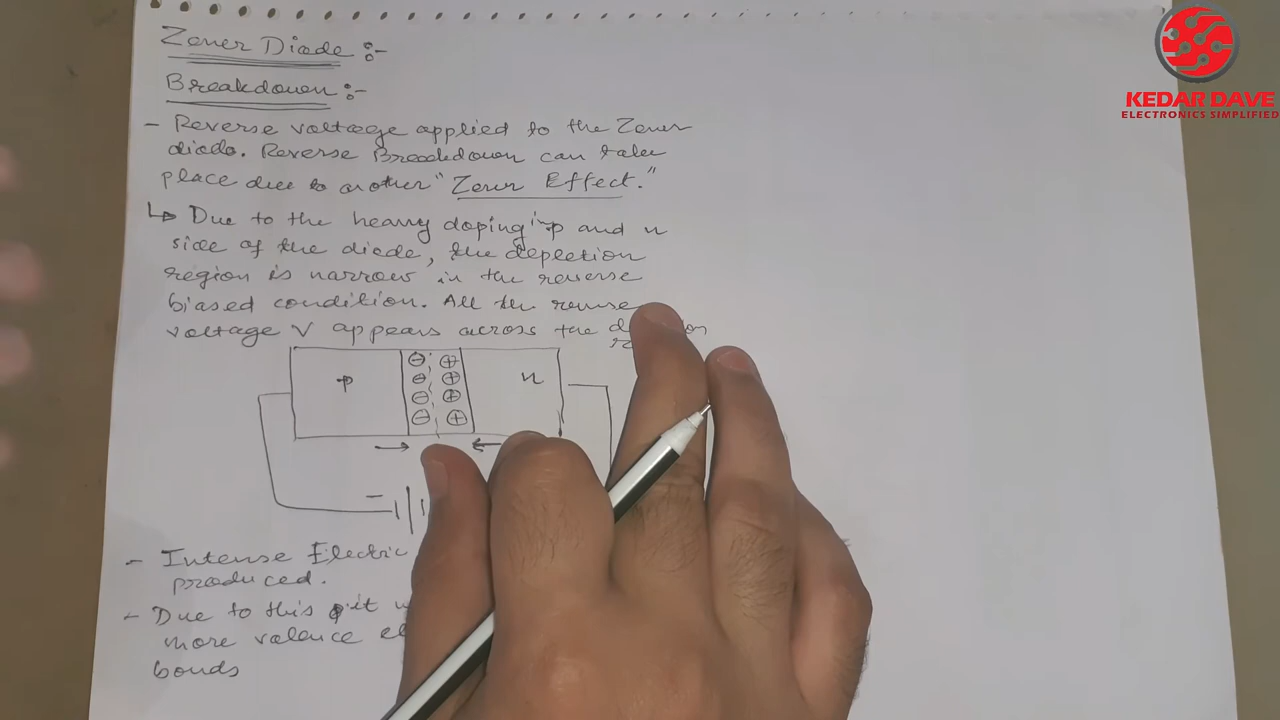 Zener Diode :-
KEDAR DAVE
ELECTRONICS SIMPLIFIED
Breakdown :-
- Reverse voltage applied to the Zener
diode. Reverse Breakdown can take
place due to another "Zener Effect."
↳ Due to the heavy doping in p and n
side of the diode, the depletion
region is narrow in the reverse
biased condition. All the reverse
voltage V appears across the
p
n
- Intense Electric
produced.
- Due to this it
more valence
bonds